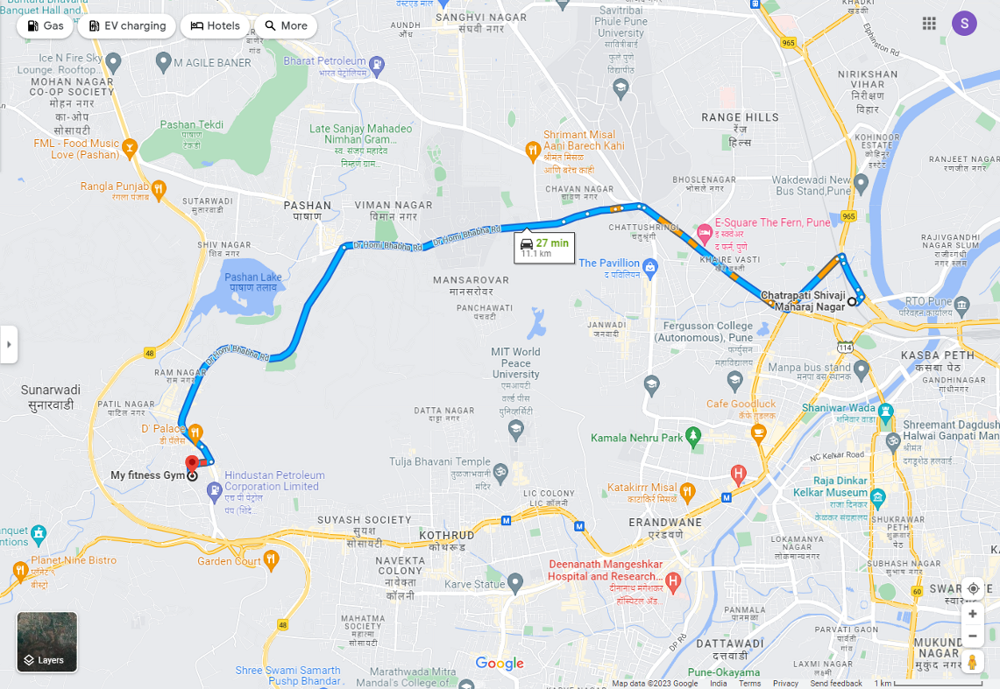 Gas
EV charging
Hotels
More
SANGHVI NAGAR
संघवी नगर
Savitribai
Phule Pune
University
सावित्रीबाई
फुले पुणे
विद्यापीठ
KHADKI
खडकी
Elphinston Rd
965
AUNDH
औंध
S
Banquet Hall and...
Ice N Fire Sky
Lounge. Rooftop...
M AGILE BANER
Bharat Petroleum
भारत पेट्रोलियम
MOHAN NAGAR
CO-OP SOCIETY
मोहन नगर
का-ओप
सोसायटी
NIRIKSHAN
VIHAR
निरीक्षण
विहार
RANGE HILLS
रेंज
हिल्स
Pashan Tekdi
पाषाण
टेकडी
Late Sanjay Mahadeo
Nimhan Gram...
स्व. संजय महादेव
निम्हण ग्राम...
Shrimant Misal
Aani Barech Kahi
श्रीमंत मिसळ
आणि बरेच काही
FML - Food Music
Love (Pashan)
KOHINOOR
ESTATE
कोहिनूर
इस्टेट
RANJEET NAGAR
रणजीत नगर
Rangla Punjab
रंगला पंजाब
CHAVAN NAGAR
चव्हाण नगर
BHOSLENAGAR
भोसले नगर
Wakdewadi New
Bus Stand,Pune
SUTARWADI
सुतारवाडी
PASHAN
पाषाण
VIMAN NAGAR
विमान नगर
965
CHATTUSHRINGI
चतुःश्रृंगी
E-Square The Fern, Pune
इ स्क्वेअर
द फर्न, पुणे
RAJIVGANDHI
NAGAR SLUM
राजीवगांधी
नगर स्लम
SHIV NAGAR
शिव नगर
Dr Homi Bhabha Rd
Dr Homi Bhabha Rd
27 min
11.1 km
KHAIRE VASTI
खैरे वस्ती
The Pavillion
द पविलियन
Pashan Lake
पाषाण तलाव
MANSAROVAR
मानसरोवर
Chatrapati Shivaji
Maharaj Nagar
RTO Pune
परिवहन कार्यालय
PANCHAWATI
पंचवटी
JANWADI
जनवाडी
Fergusson College
(Autonomous), Pune
फर्ग्युसन
महाविद्यालय
114
48
Dr Homi Bhabha Rd
MIT World
Peace
University
एमआयटी
वर्ल्ड पीस
युनिव्हर्सिटी
KASBA PETH
कसबा पेठ
Manpa bus stand
मनपा बस स्थानक
GANDHINAGAR
गांधीनगर
RAM NAGAR
राम नगर
Sunarwadi
सुनारवाडी
PATIL NAGAR
पाटिल नगर
DATTA NAGAR
दाट्टा नगर
Cafe Goodluck
कॅफे गुडलक
Shaniwar Wada
शनिवार वाडा
D' Palace
डी पॅलेस
Kamala Nehru Park
Shreemant Dagdush
Halwai Ganpati Man
श्रीमंत
दगडूशेठ हलवाई
NC Kelkar Road
My fitness Gym
Tulja Bhavani Temple
तुळजाभवानी
मंदिर
Hindustan Petroleum
Corporation Limited
एच पी पेट्रोल
पंप (शिंदे...
Katakirrr Misal
काटाकिर्र मिसळ
Raja Dinkar
Kelkar Museum
राजा दिनकर
केळकर संग्रहालय
LIC COLONY
LIC कॉलनी
M
M
M
SUYASH SOCIETY
सुयश
सोसायटी
KOTHRUD
कोथरूड
ERANDWANE
एरंडवणे
SHUKRAWAR
PETH
शुक्रवार
पेठ
LOKAMANYA
NAGAR
लोकमान्यनगर
Planet Nine Bistro
प्लॅनेट ९
बीस्ट्रो
Garden Court
NAVEKTA
COLONY
नावेक्ता
कॉलनी
Karve Statue
Deenanath Mangeshkar
Hospital and Research...
दीनानाथ मंगेशकर
हॉस्पिटल अँड...
SUBHASH NAGAR
सुभाष नगर
60
48
MAHATMA
SOCIETY
महात्मा
सोसायटी
PANMALA
पानमळा
PARVATI GAON
पार्वती
गाव
DP Rd
DATTAWADI
दत्तवाडी
MUKUND
NAGAR
मुकुंद नगर
LAXMI NAGAR
लक्ष्मी
नगर
Layers
Shree Swami Samarth
Pushp Bhandar .
Google
Marathwada Mitra
Mandal's College of...
Pune-Okayama
Map data ©2023 Google
India
Terms
Privacy
Send feedback
1 km